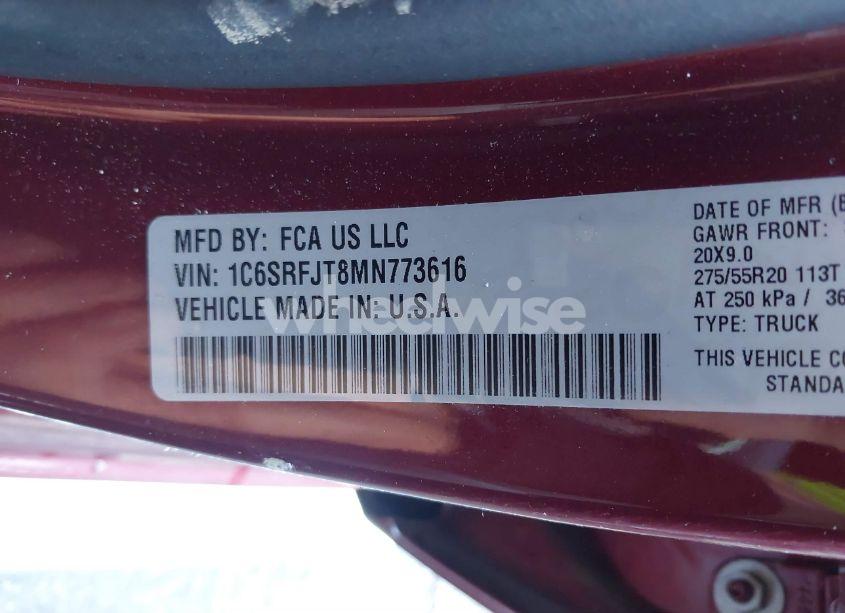 MFD BY: FCA US LLC
VIN: 1C6SRFJT8MN773616
VEHICLE MADE IN: U.S.A.
wheelwise
DATE OF MFR
GAWR FRONT:
20X9.0
275/55R20 113T
AT 250 kPa /
TYPE: TRUCK
THIS VEHICLE